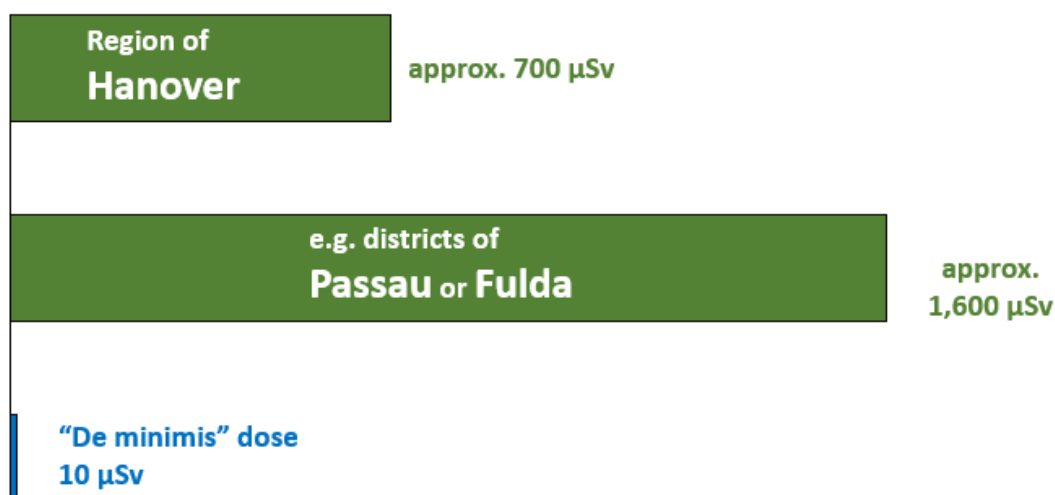 Region of
Hanover
approx. 700 µSv
e.g. districts of
Passau or Fulda
approx.
1,600 µSv
“De minimis” dose
10 µSv